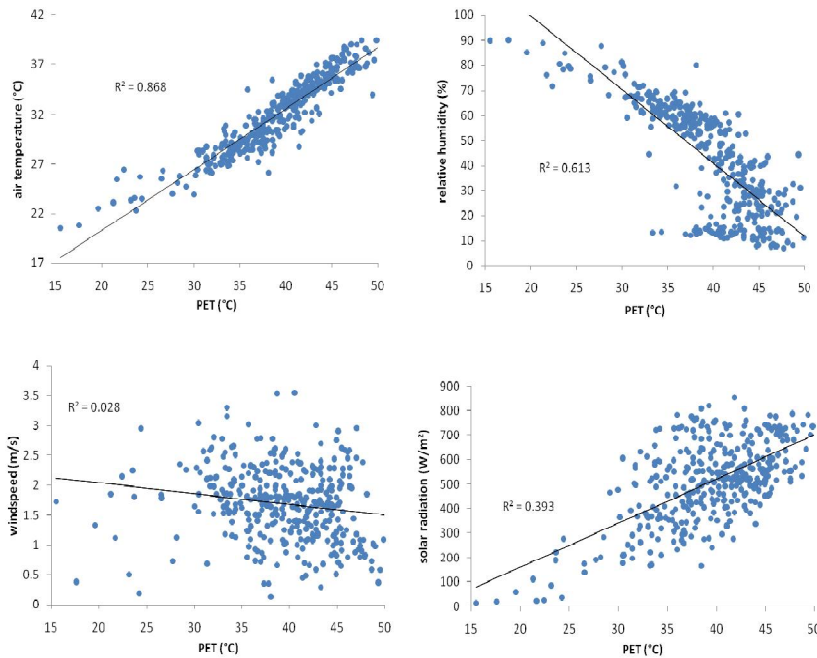 42
37
32
27
22
17
air temperature (°C)
R² = 0.868
15 20 25 30 35 40 45 50
PET (°C)
100
90
80
70
60
50
40
30
20
10
0
relative humidity (%)
R² = 0.613
15 20 25 30 35 40 45 50
PET (°C)
4
3.5
3
2.5
2
1.5
1
0.5
0
windspeed (m/s)
R² = 0.028
15 20 25 30 35 40 45 50
PET (°C)
900
800
700
600
500
400
300
200
100
0
solar radiation (W/m²)
R² = 0.393
15 20 25 30 35 40 45 50
PET (°C)